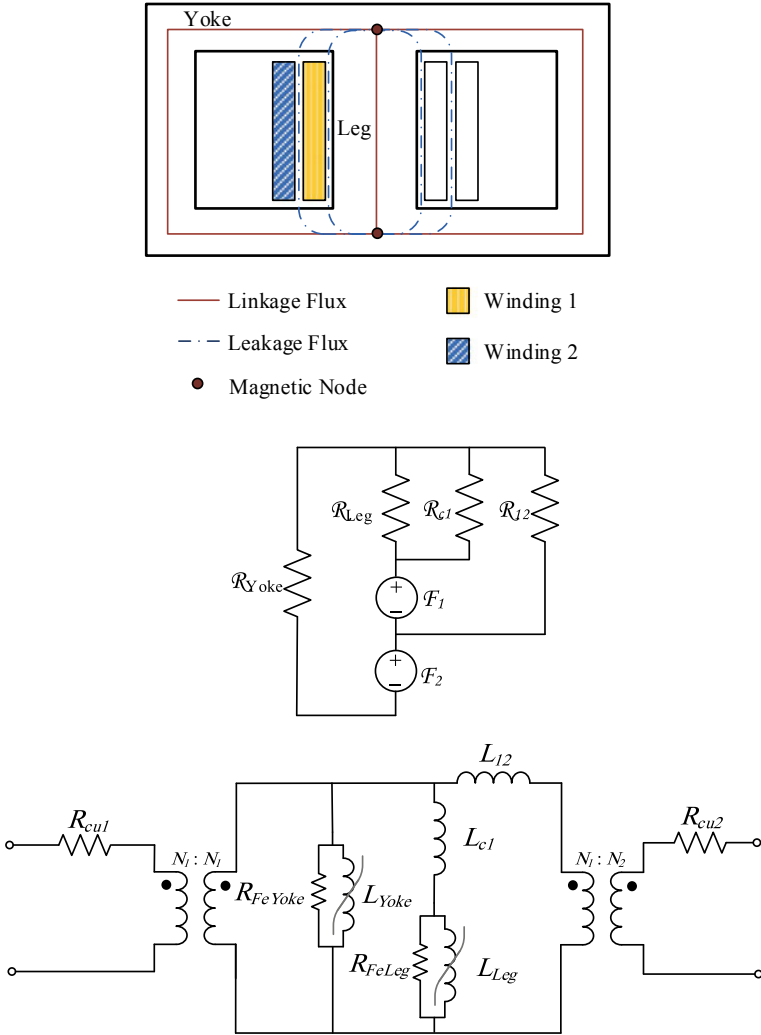 Yoke
Leg
Linkage Flux
Winding 1
Leakage Flux
Winding 2
Magnetic Node
ℛLeg
ℛc1
ℛ12
ℛYoke
ℱ1
ℱ2
L12
Rcu1
Rcu2
N1 : N1
Lc1
N1 : N2
RFeYoke
LYoke
RFeLeg
LLeg